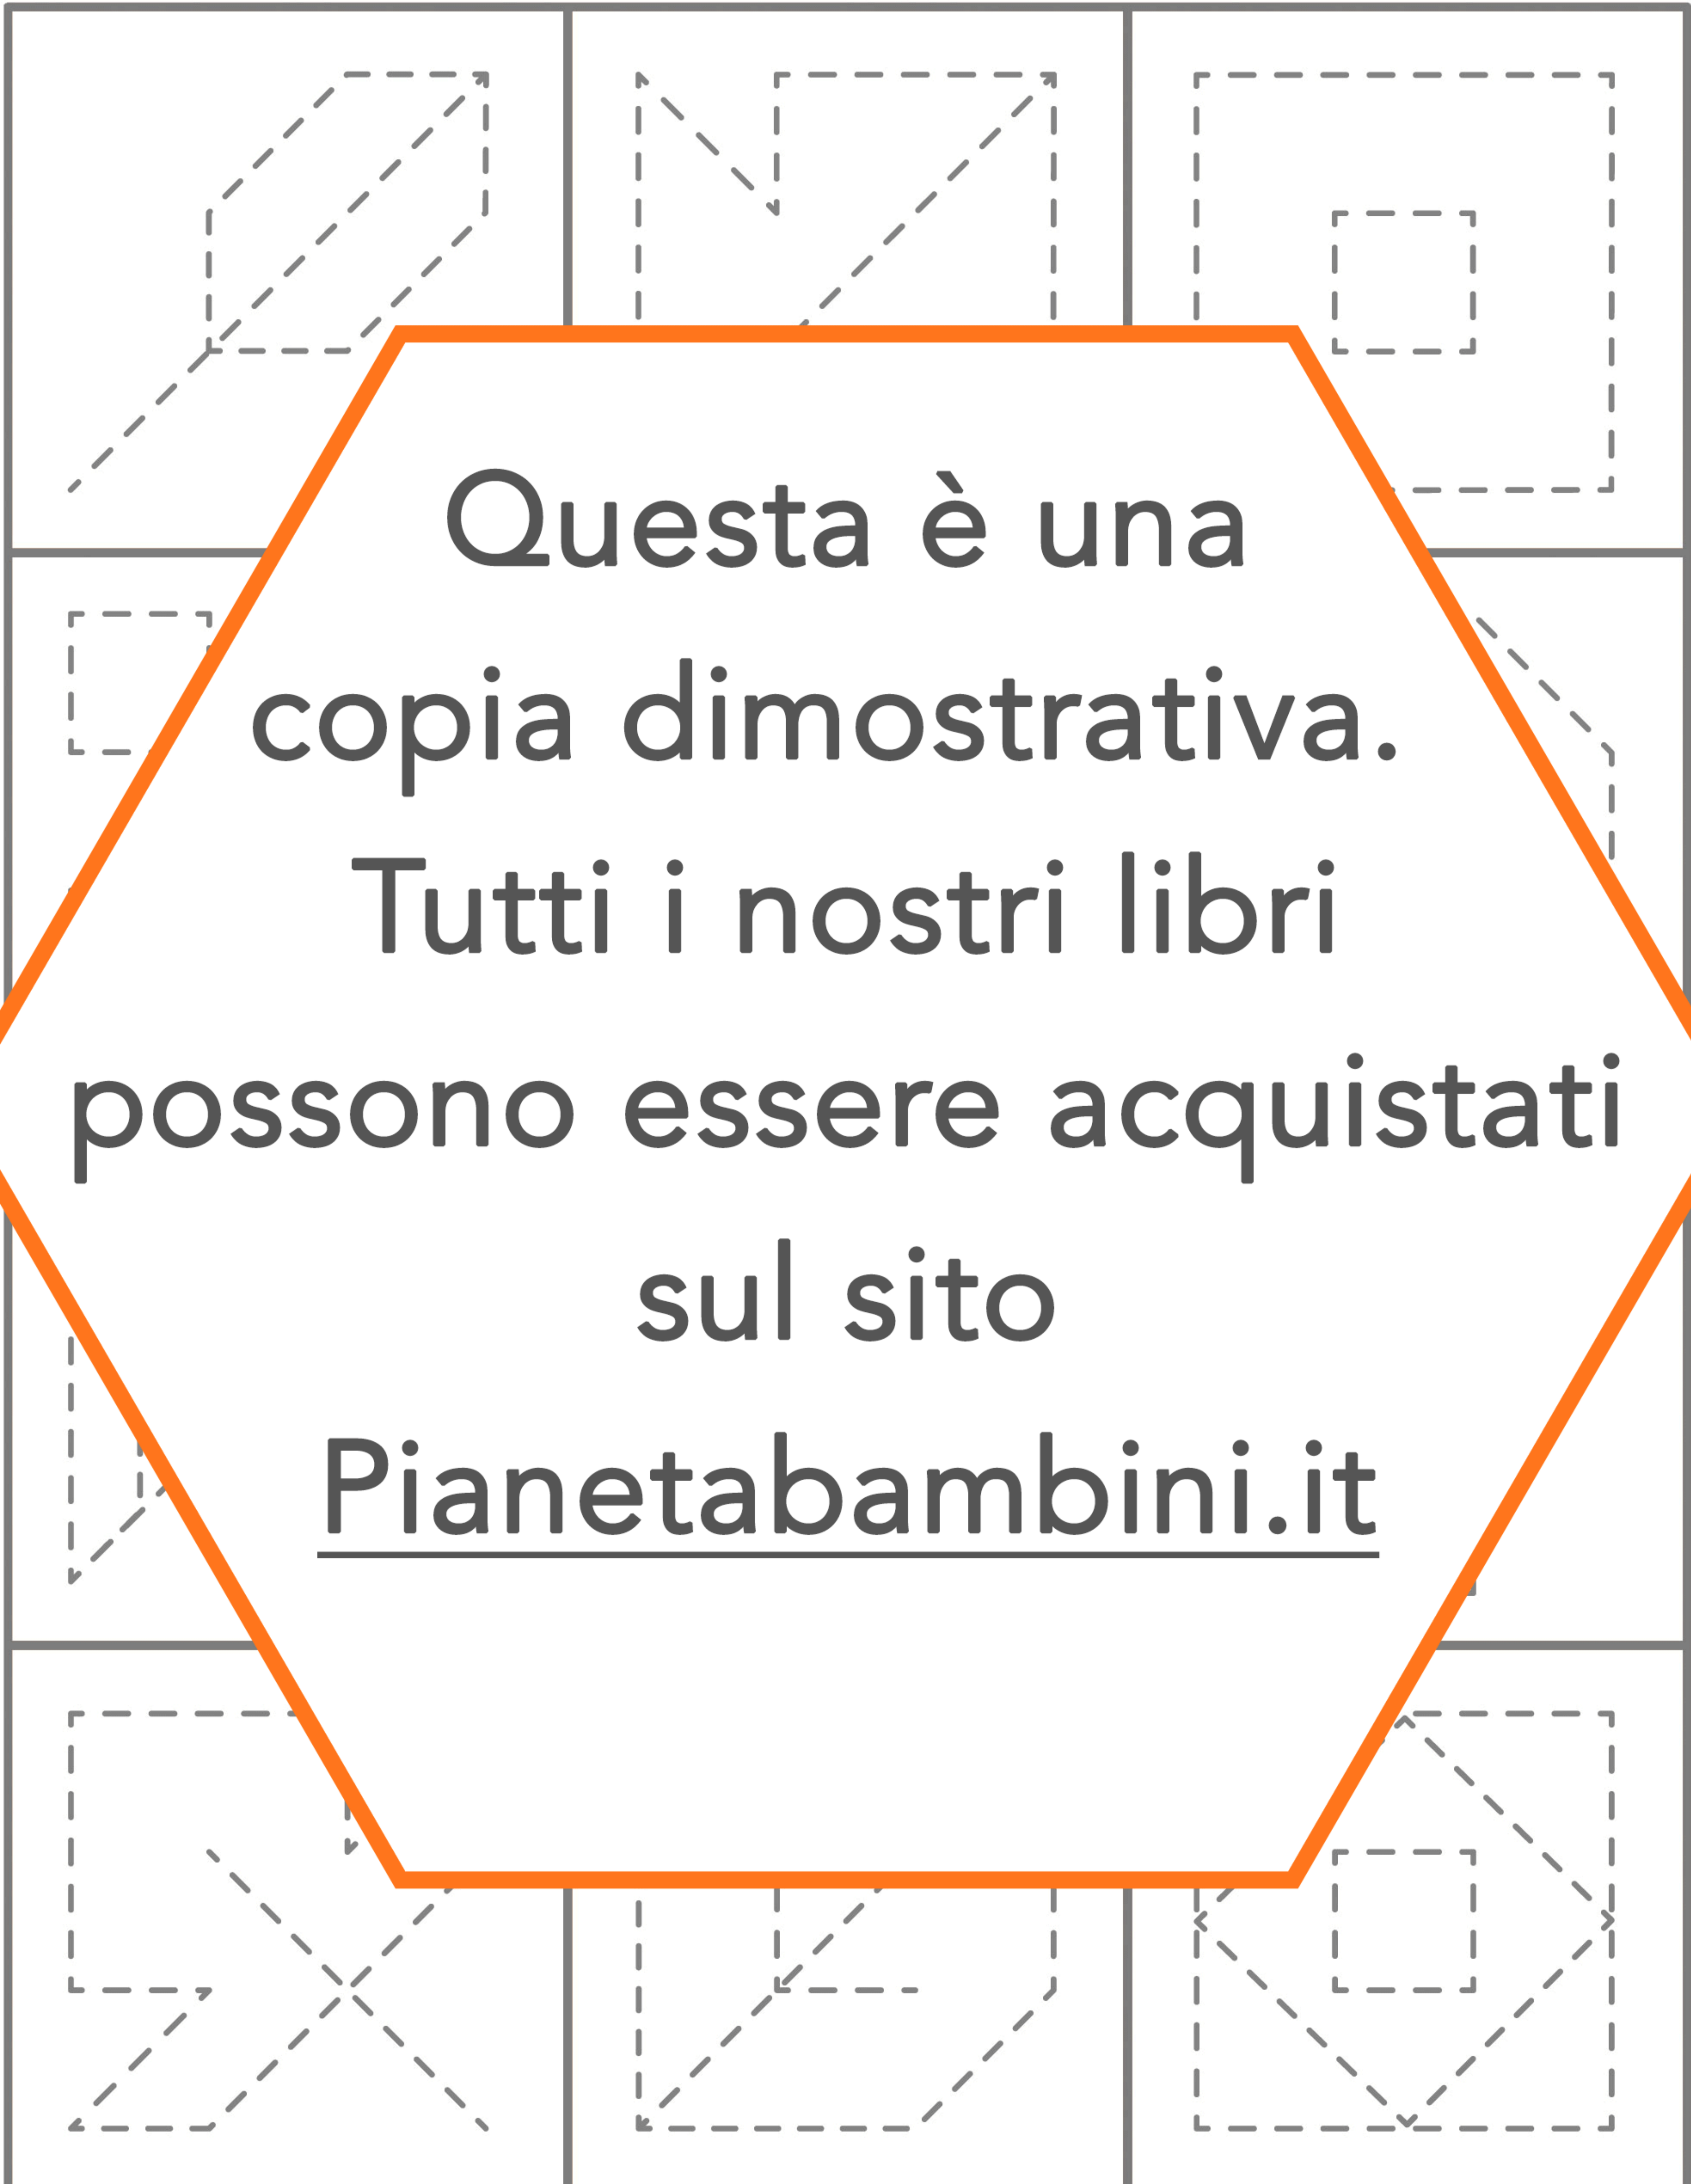 Questa è una
copia dimostrativa.
Tutti i nostri libri
possono essere acquistati
sul sito
Pianetabambini.it